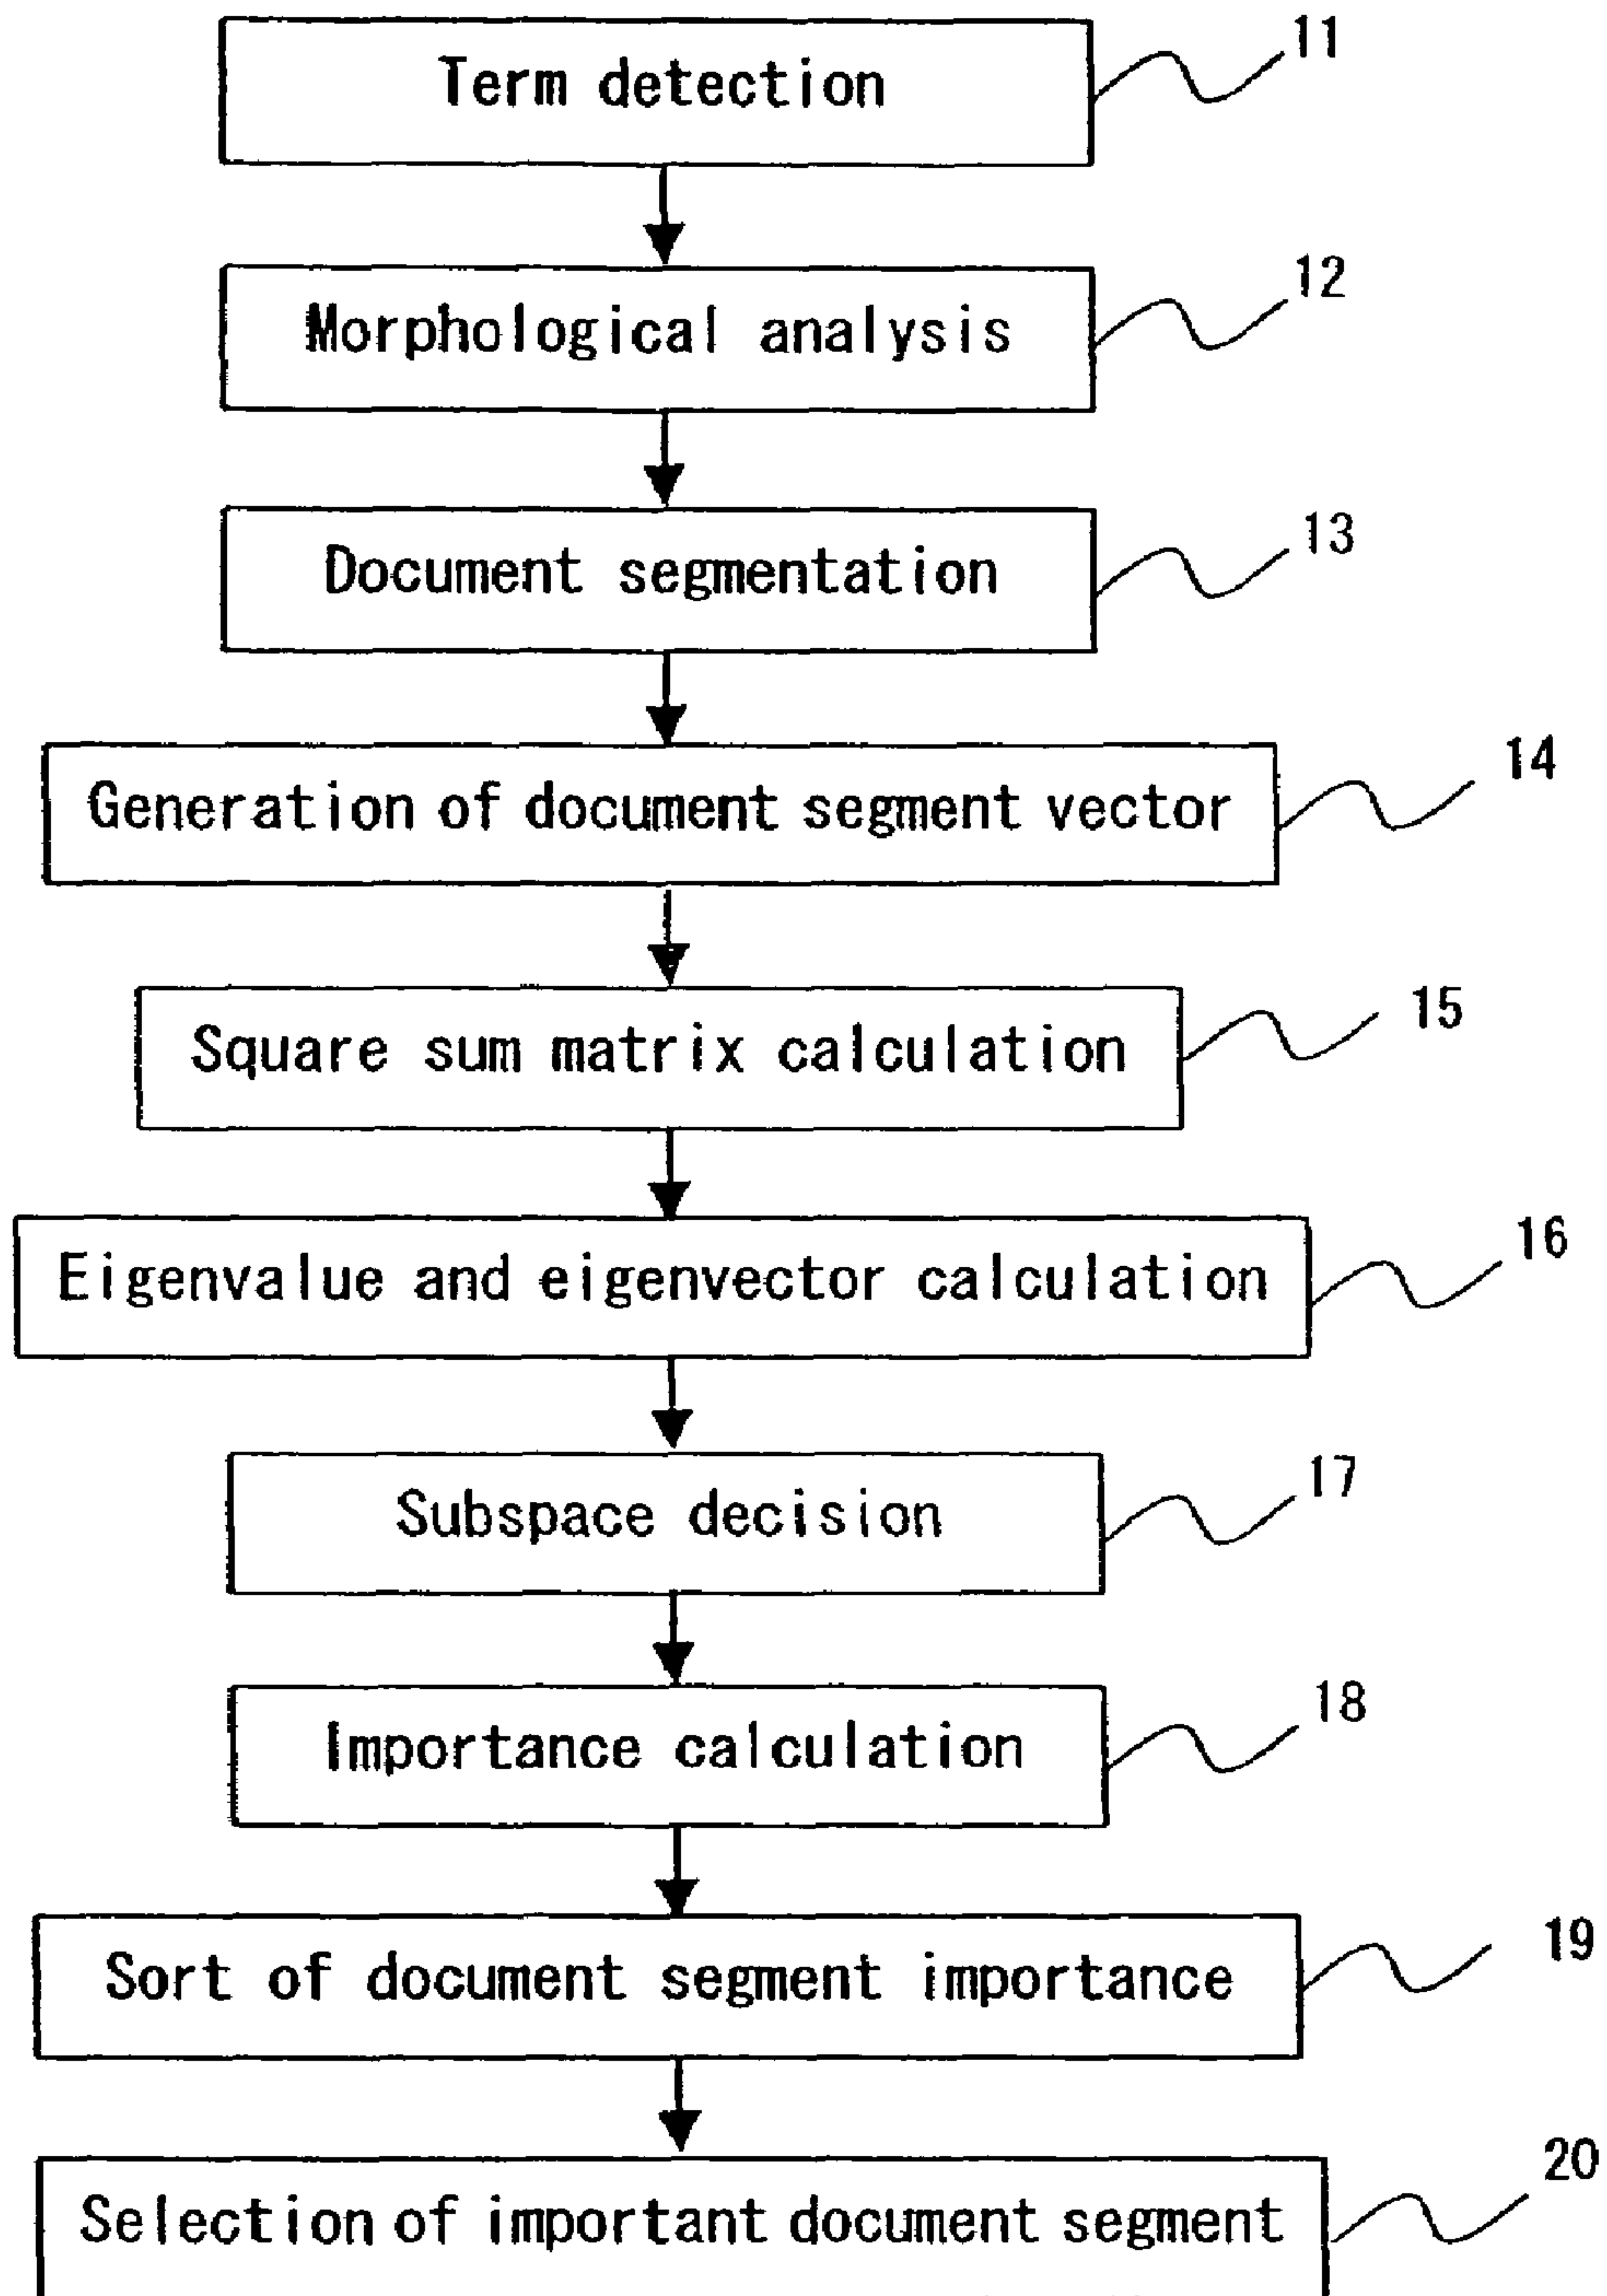 Term detection 11
Morphological analysis 12
Document segmentation 13
Generation of document segment vector 14
Square sum matrix calculation 15
Eigenvalue and eigenvector calculation 16
Subspace decision 17
Importance calculation 18
Sort of document segment importance 19
Selection of important document segment 20